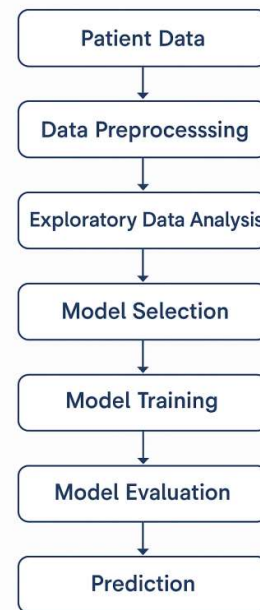 Patient Data
Data Preprocesssing
Exploratory Data Analysis
Model Selection
Model Training
Model Evaluation
Prediction